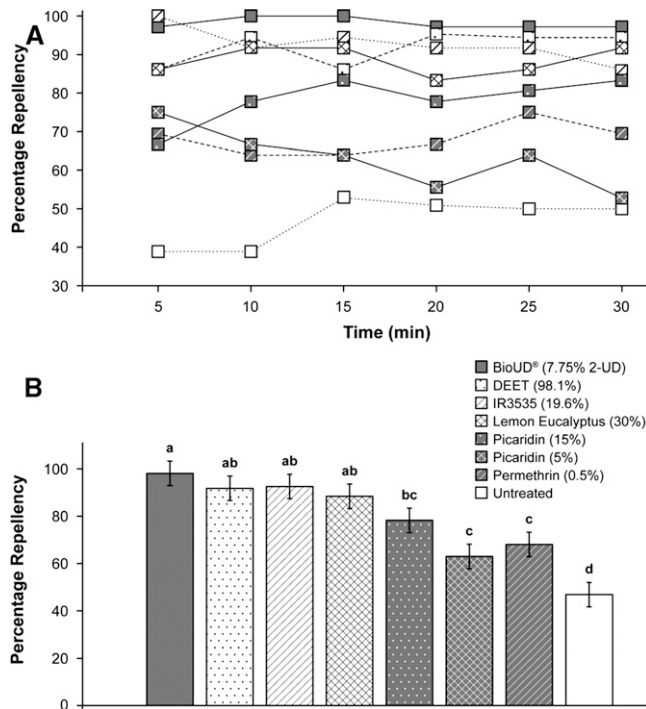 A
Percentage Repellency
100
90
80
70
60
50
40
30
5 10 15 20 25 30
Time (min)
B
BioUD® (7.75% 2-UD)
DEET (98.1%)
IR3535 (19.6%)
Lemon Eucalyptus (30%)
Picaridin (15%)
Picaridin (5%)
Permethrin (0.5%)
Untreated
Percentage Repellency
100
80
60
40
20
0
a ab ab ab bc c c d